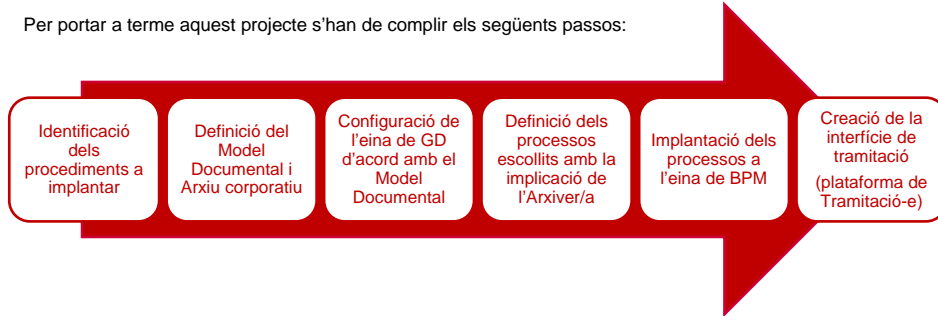 Per portar a terme aquest projecte s'han de complir els següents passos:
Identificació
dels
procediments a
implantar
Definició del
Model
Documental i
Arxiu corporatiu
Configuració de
l'eina de GD
d'acord amb el
Model
Documental
Definició dels
processos
escollits amb la
implicació de
l'Arxiver/a
Implantació dels
processos a
l'eina de BPM
Creació de la
interfície de
tramitació
(plataforma de
Tramitació-e)